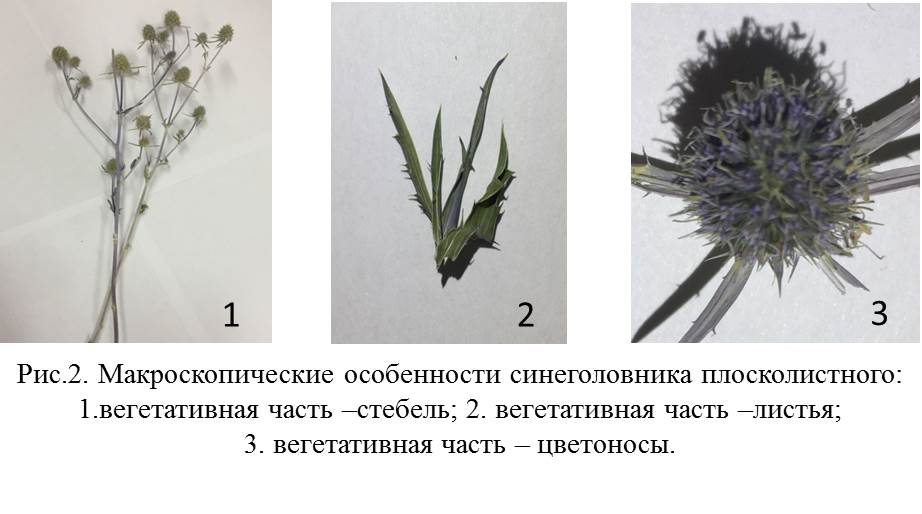 1
2
3
Рис.2. Макроскопические особенности синеголовника плосколистного:
1.вегетативная часть –стебель; 2. вегетативная часть –листья;
3. вегетативная часть – цветоносы.